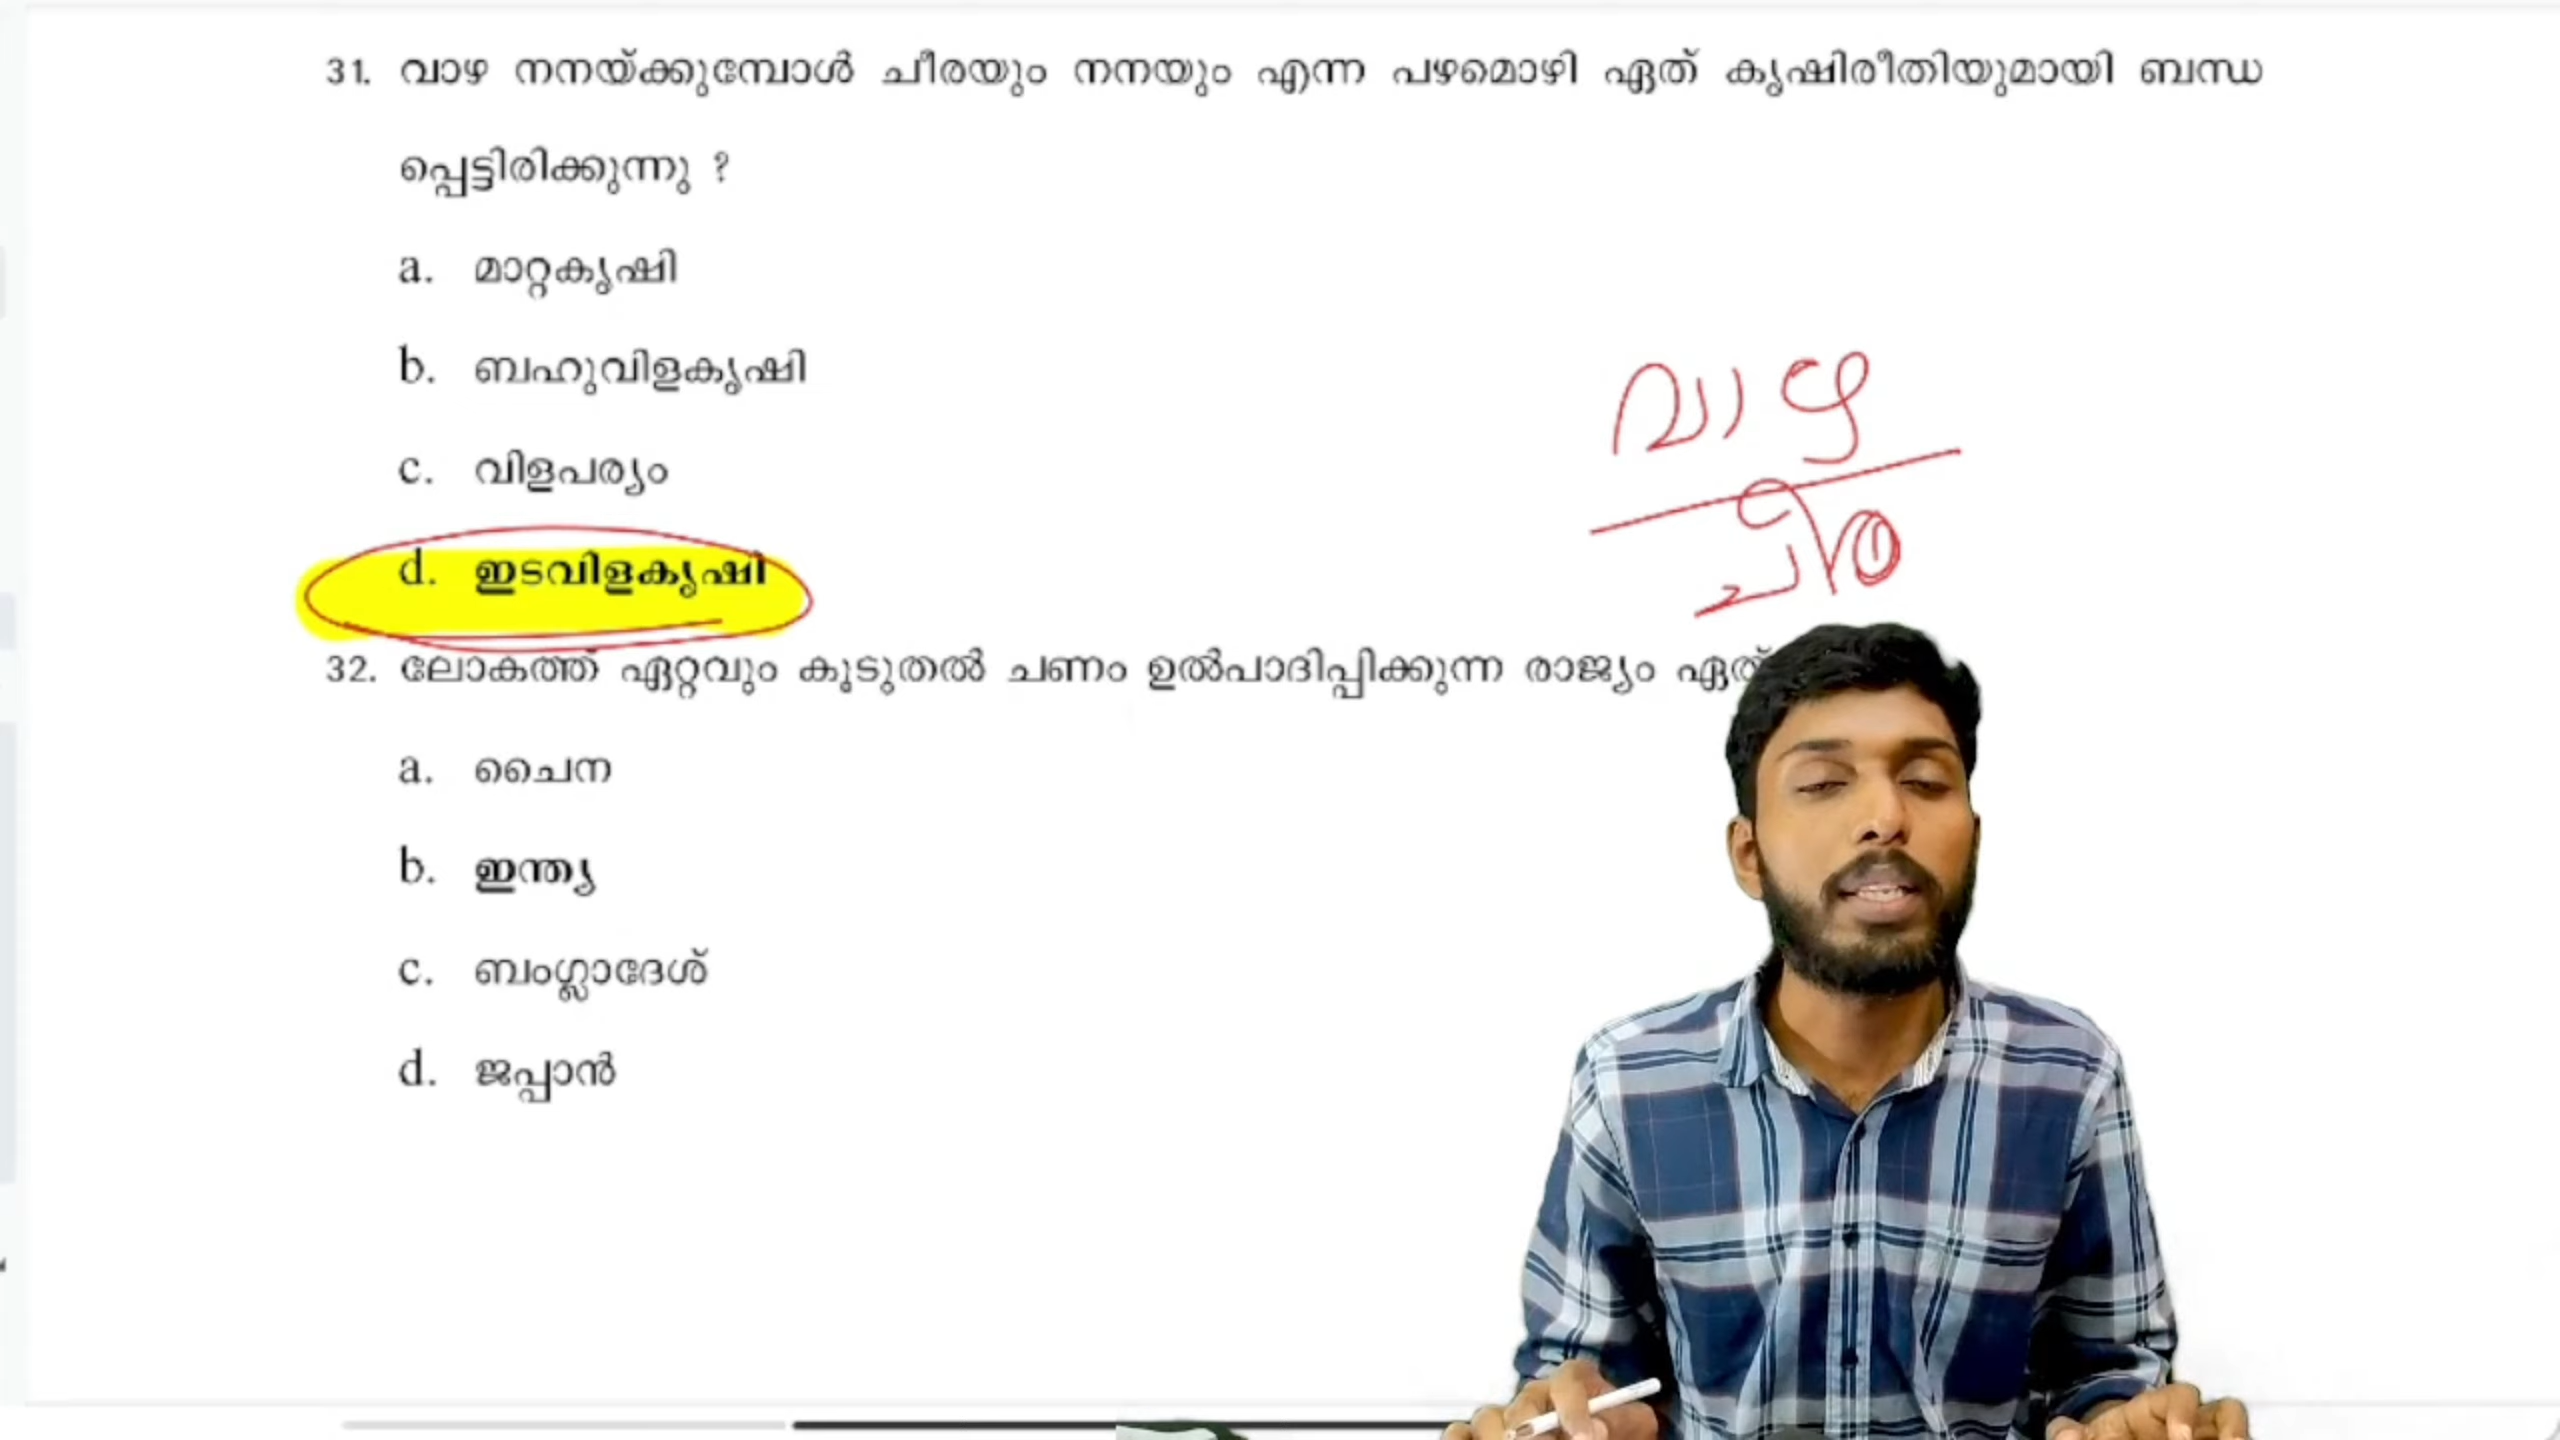 31. വാഴ നനയ്ക്കുമ്പോൾ ചീരയും നനയും എന്ന പഴമൊഴി ഏത് കൃഷിരീതിയുമായി ബന്ധ
പ്പെട്ടിരിക്കുന്നു ?
a. മാറ്റകൃഷി
b. ബഹുവിളകൃഷി
c. വിളപര്യം
d. ഇടവിളകൃഷി
വാഴ
ചീര
32. ലോകത്ത് ഏറ്റവും കൂടുതൽ ചണം ഉൽപാദിപ്പിക്കുന്ന രാജ്യം ഏത്
a. ചൈന
b. ഇന്ത്യ
c. ബംഗ്ലാദേശ്
d. ജപ്പാൻ